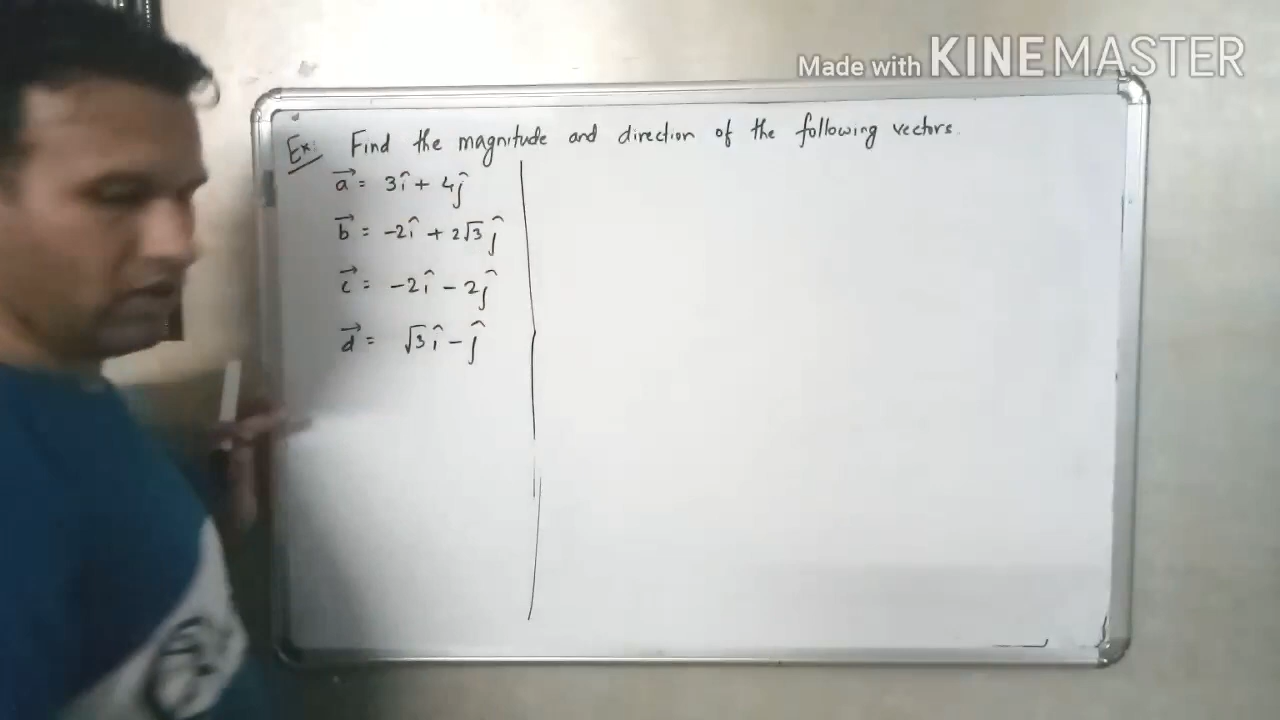 Made with KINEMASTER
Ex: Find the magnitude and direction of the following vectors.
a⃗ = 3î + 4ĵ
b⃗ = -2î + 2√3 ĵ
c⃗ = -2î - 2ĵ
d⃗ = √3 î - ĵ